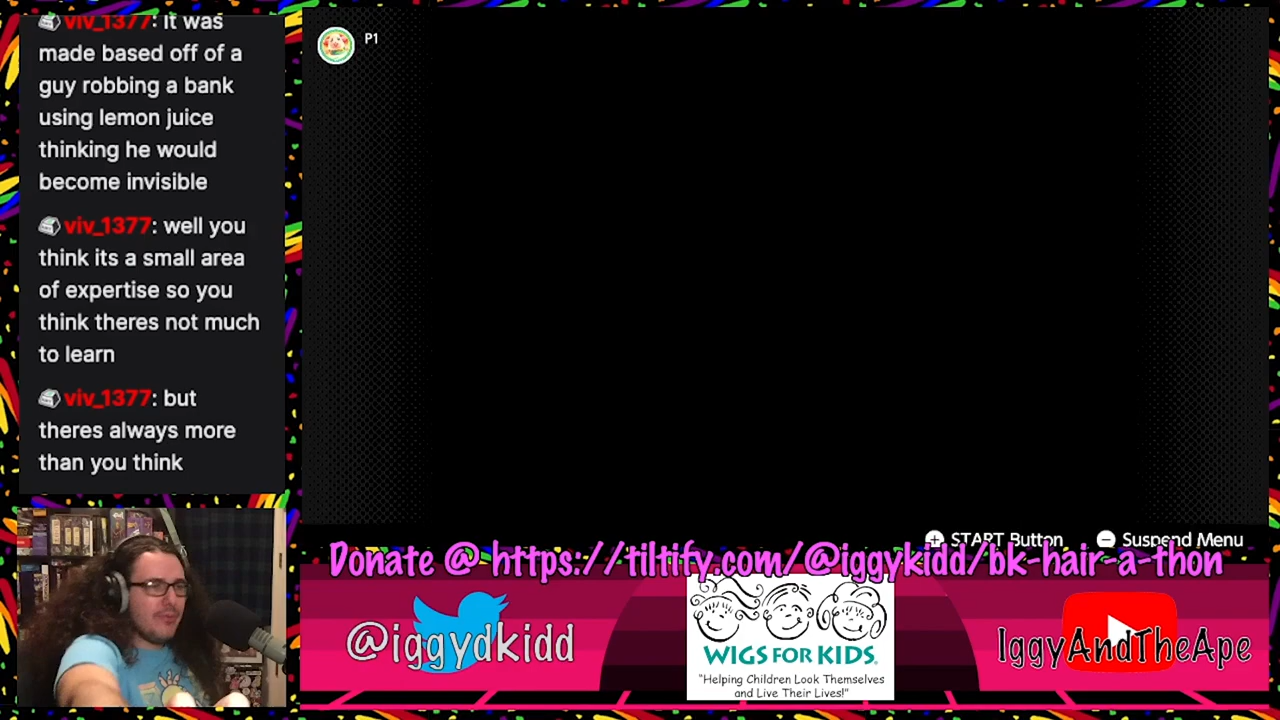 viv_1377: It was
made based off of a
guy robbing a bank
using lemon juice
thinking he would
become invisible
viv_1377: well you
think its a small area
of expertise so you
think theres not much
to learn
viv_1377: but
theres always more
than you think
P1
START Button
Suspend Menu
Donate @ https://tiltify.com/@iggykidd/bk-hair-a-thon
@iggydkidd
WIGS FOR KIDS.
"Helping Children Look Themselves
and Live Their Lives!"
IggyAndTheApe